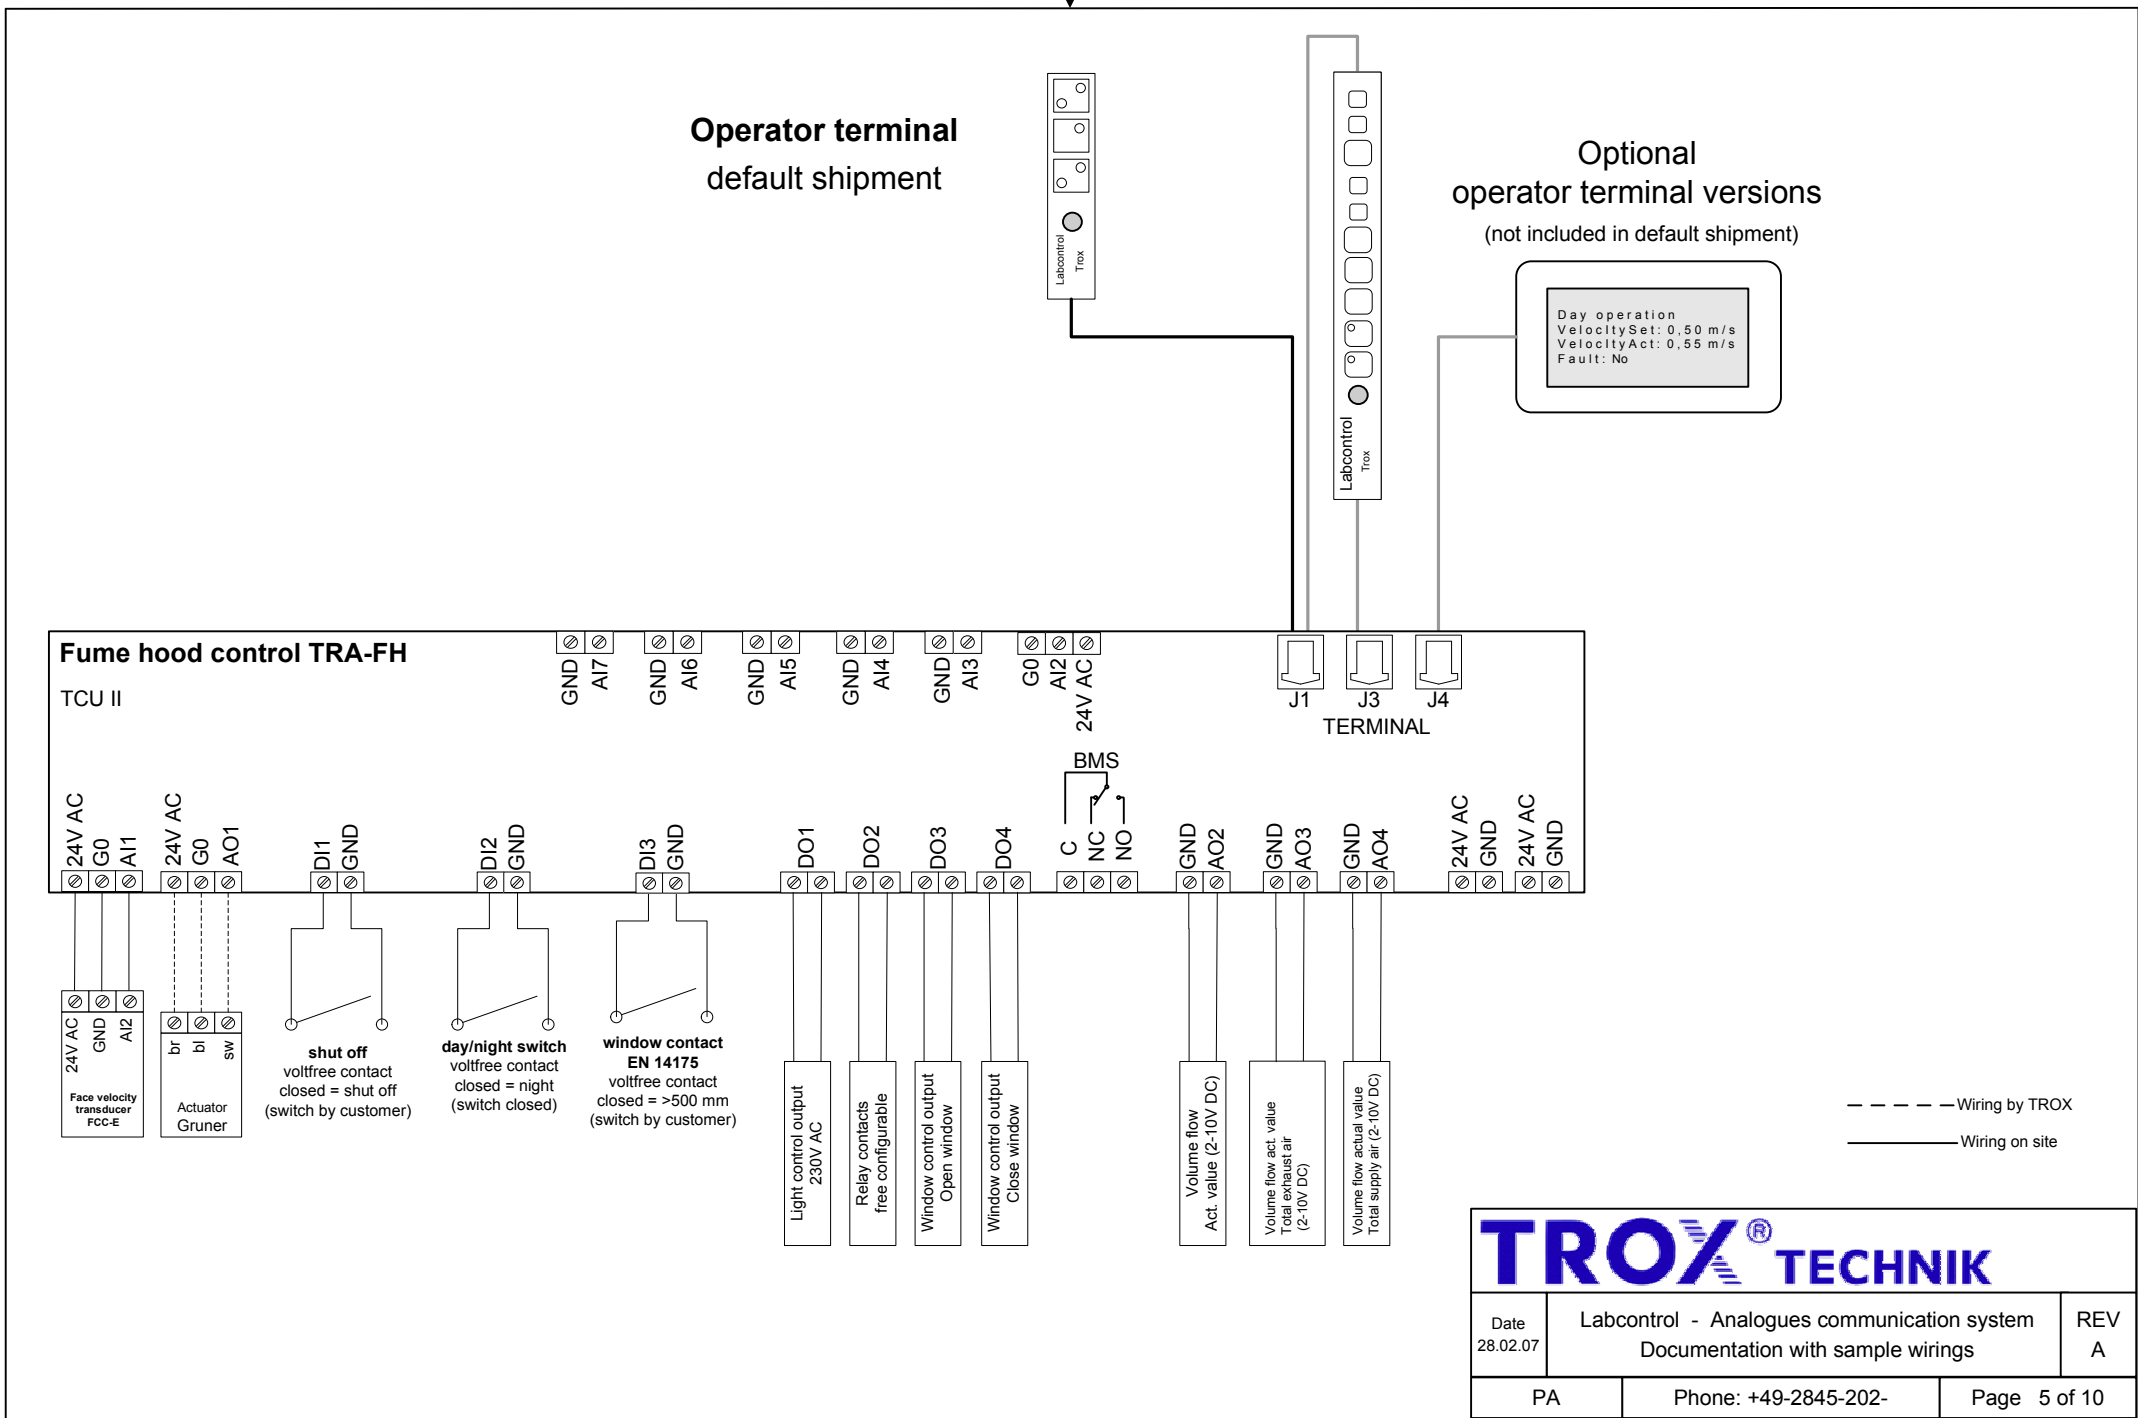 Operator terminal
default shipment
Labcontrol
Trox
Labcontrol
Trox
Optional
operator terminal versions
(not included in default shipment)
Day operation
VelocItySet: 0,50 m/s
VelocItyAct: 0,55 m/s
Fault: No
Fume hood control TRA-FH
TCU II
GND
AI7
GND
AI6
GND
AI5
GND
AI4
GND
AI3
G0
AI2
24V AC
J1
J3
J4
TERMINAL
BMS
24V AC
G0
AI1
24V AC
G0
AO1
DI1
GND
DI2
GND
DI3
GND
DO1
DO2
DO3
DO4
C
NC
NO
GND
AO2
GND
AO3
GND
AO4
24V AC
GND
24V AC
GND
24V AC
GND
AI2
Face velocity
transducer
FCC-E
br
bl
sw
Actuator
Gruner
shut off
voltfree contact
closed = shut off
(switch by customer)
day/night switch
voltfree contact
closed = night
(switch closed)
window contact
EN 14175
voltfree contact
closed = >500 mm
(switch by customer)
Light control output
230V AC
Relay contacts
free configurable
Window control output
Open window
Window control output
Close window
Volume flow
Act. value (2-10V DC)
Volume flow act. value
Total exhaust air
(2-10V DC)
Volume flow actual value
Total supply air (2-10V DC)
Wiring by TROX
Wiring on site
TROX® TECHNIK
Date
28.02.07
Labcontrol - Analogues communication system
Documentation with sample wirings
REV
A
PA
Phone: +49-2845-202-
Page 5 of 10